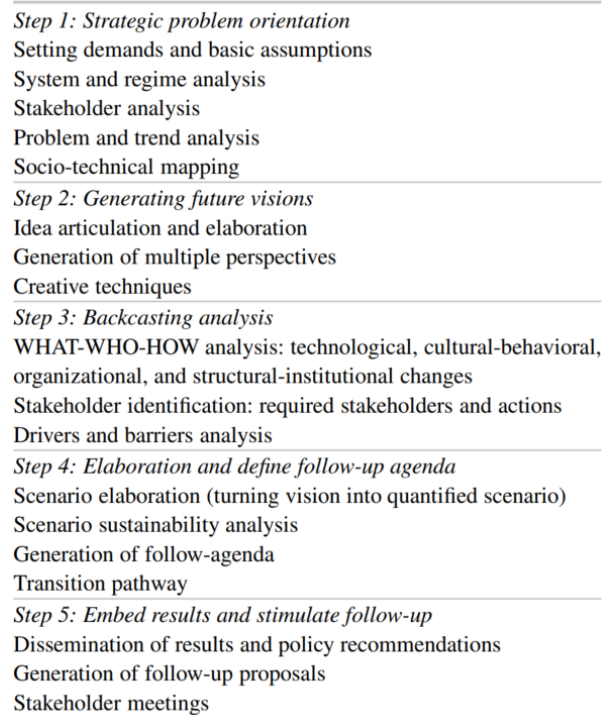 Step 1: Strategic problem orientation
Setting demands and basic assumptions
System and regime analysis
Stakeholder analysis
Problem and trend analysis
Socio-technical mapping
Step 2: Generating future visions
Idea articulation and elaboration
Generation of multiple perspectives
Creative techniques
Step 3: Backcasting analysis
WHAT-WHO-HOW analysis: technological, cultural-behavioral,
organizational, and structural-institutional changes
Stakeholder identification: required stakeholders and actions
Drivers and barriers analysis
Step 4: Elaboration and define follow-up agenda
Scenario elaboration (turning vision into quantified scenario)
Scenario sustainability analysis
Generation of follow-agenda
Transition pathway
Step 5: Embed results and stimulate follow-up
Dissemination of results and policy recommendations
Generation of follow-up proposals
Stakeholder meetings